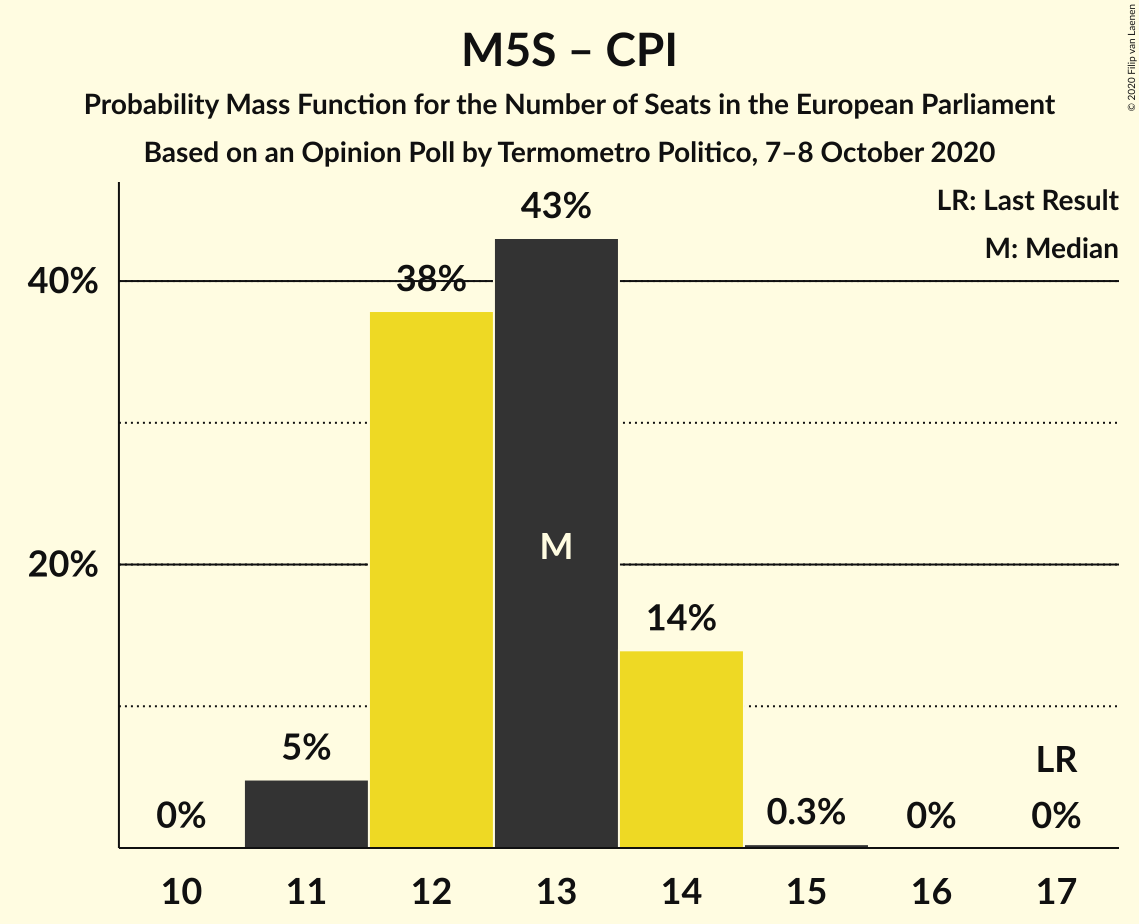 M5S – CPI
Probability Mass Function for the Number of Seats in the European Parliament
Based on an Opinion Poll by Termometro Politico, 7–8 October 2020
© 2020 Filip van Laenen
LR: Last Result
M: Median
43%
40%
38%
M
20%
14%
5%
LR
0%
0.3%
0%
0%
10 11 12 13 14 15 16 17